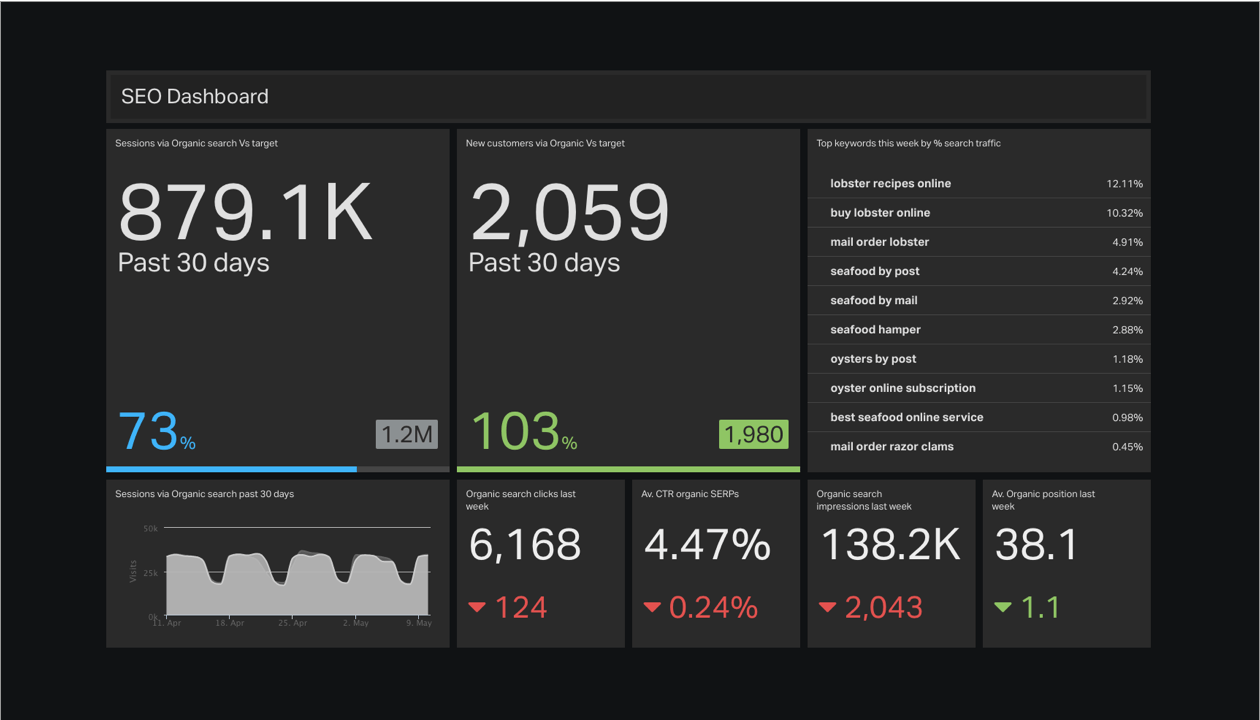 SEO Dashboard
Sessions via Organic search Vs target
879.1K
Past 30 days
73%
1.2M
New customers via Organic Vs target
2,059
Past 30 days
103%
1,980
Top keywords this week by % search traffic
lobster recipes online 12.11%
buy lobster online 10.32%
mail order lobster 4.91%
seafood by post 4.24%
seafood by mail 2.92%
seafood hamper 2.88%
oysters by post 1.18%
oyster online subscription 1.15%
best seafood online service 0.98%
mail order razor clams 0.45%
Sessions via Organic search past 30 days
Visits
50k
25k
0k
11. Apr 18. Apr 25. Apr 2. May 9. May
Organic search clicks last
week
6,168
124
Av. CTR organic SERPs
4.47%
0.24%
Organic search
impressions last week
138.2K
2,043
Av. Organic position last
week
38.1
1.1